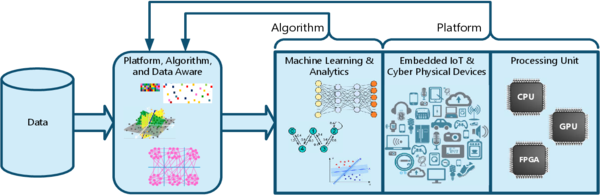 Algorithm
Platform
Data
Platform, Algorithm,
and Data Aware
Machine Learning &
Analytics
Embedded IoT &
Cyber Physical Devices
Processing Unit
CPU
GPU
FPGA